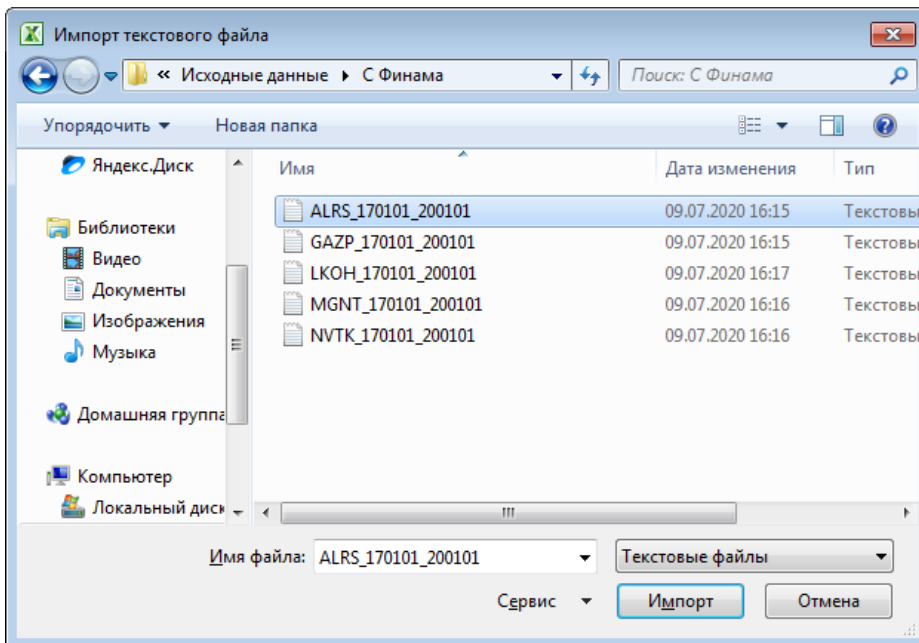 Импорт текстового файла
« Исходные данные С Финама
Поиск: С Финама
Упорядочить Новая папка
Яндекс.Диск
Библиотеки
Видео
Документы
Изображения
Музыка
Домашняя группа
Компьютер
Локальный диск
Имя Дата изменения Тип
ALRS_170101_200101 09.07.2020 16:15 Текстовы
GAZP_170101_200101 09.07.2020 16:15 Текстовы
LKOH_170101_200101 09.07.2020 16:17 Текстовы
MGNT_170101_200101 09.07.2020 16:16 Текстовы
NVTK_170101_200101 09.07.2020 16:16 Текстовы
Имя файла: ALRS_170101_200101 Текстовые файлы
Сервис Импорт Отмена